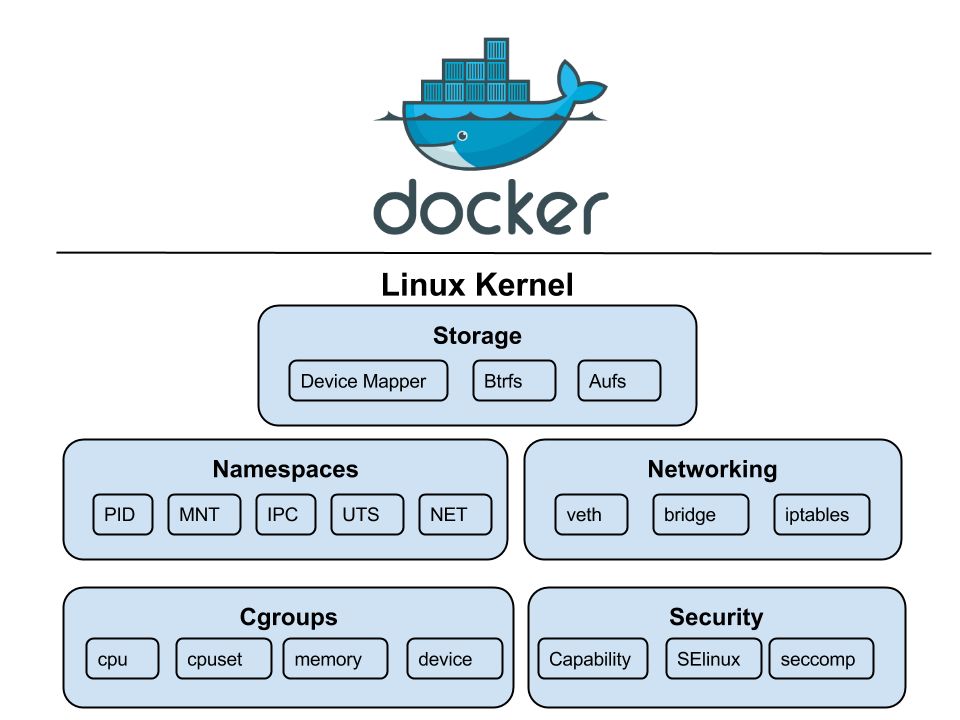 docker
Linux Kernel
Storage
Device Mapper Btrfs Aufs
Namespaces
PID MNT IPC UTS NET
Networking
veth bridge iptables
Cgroups
cpu cpuset memory device
Security
Capability SElinux seccomp